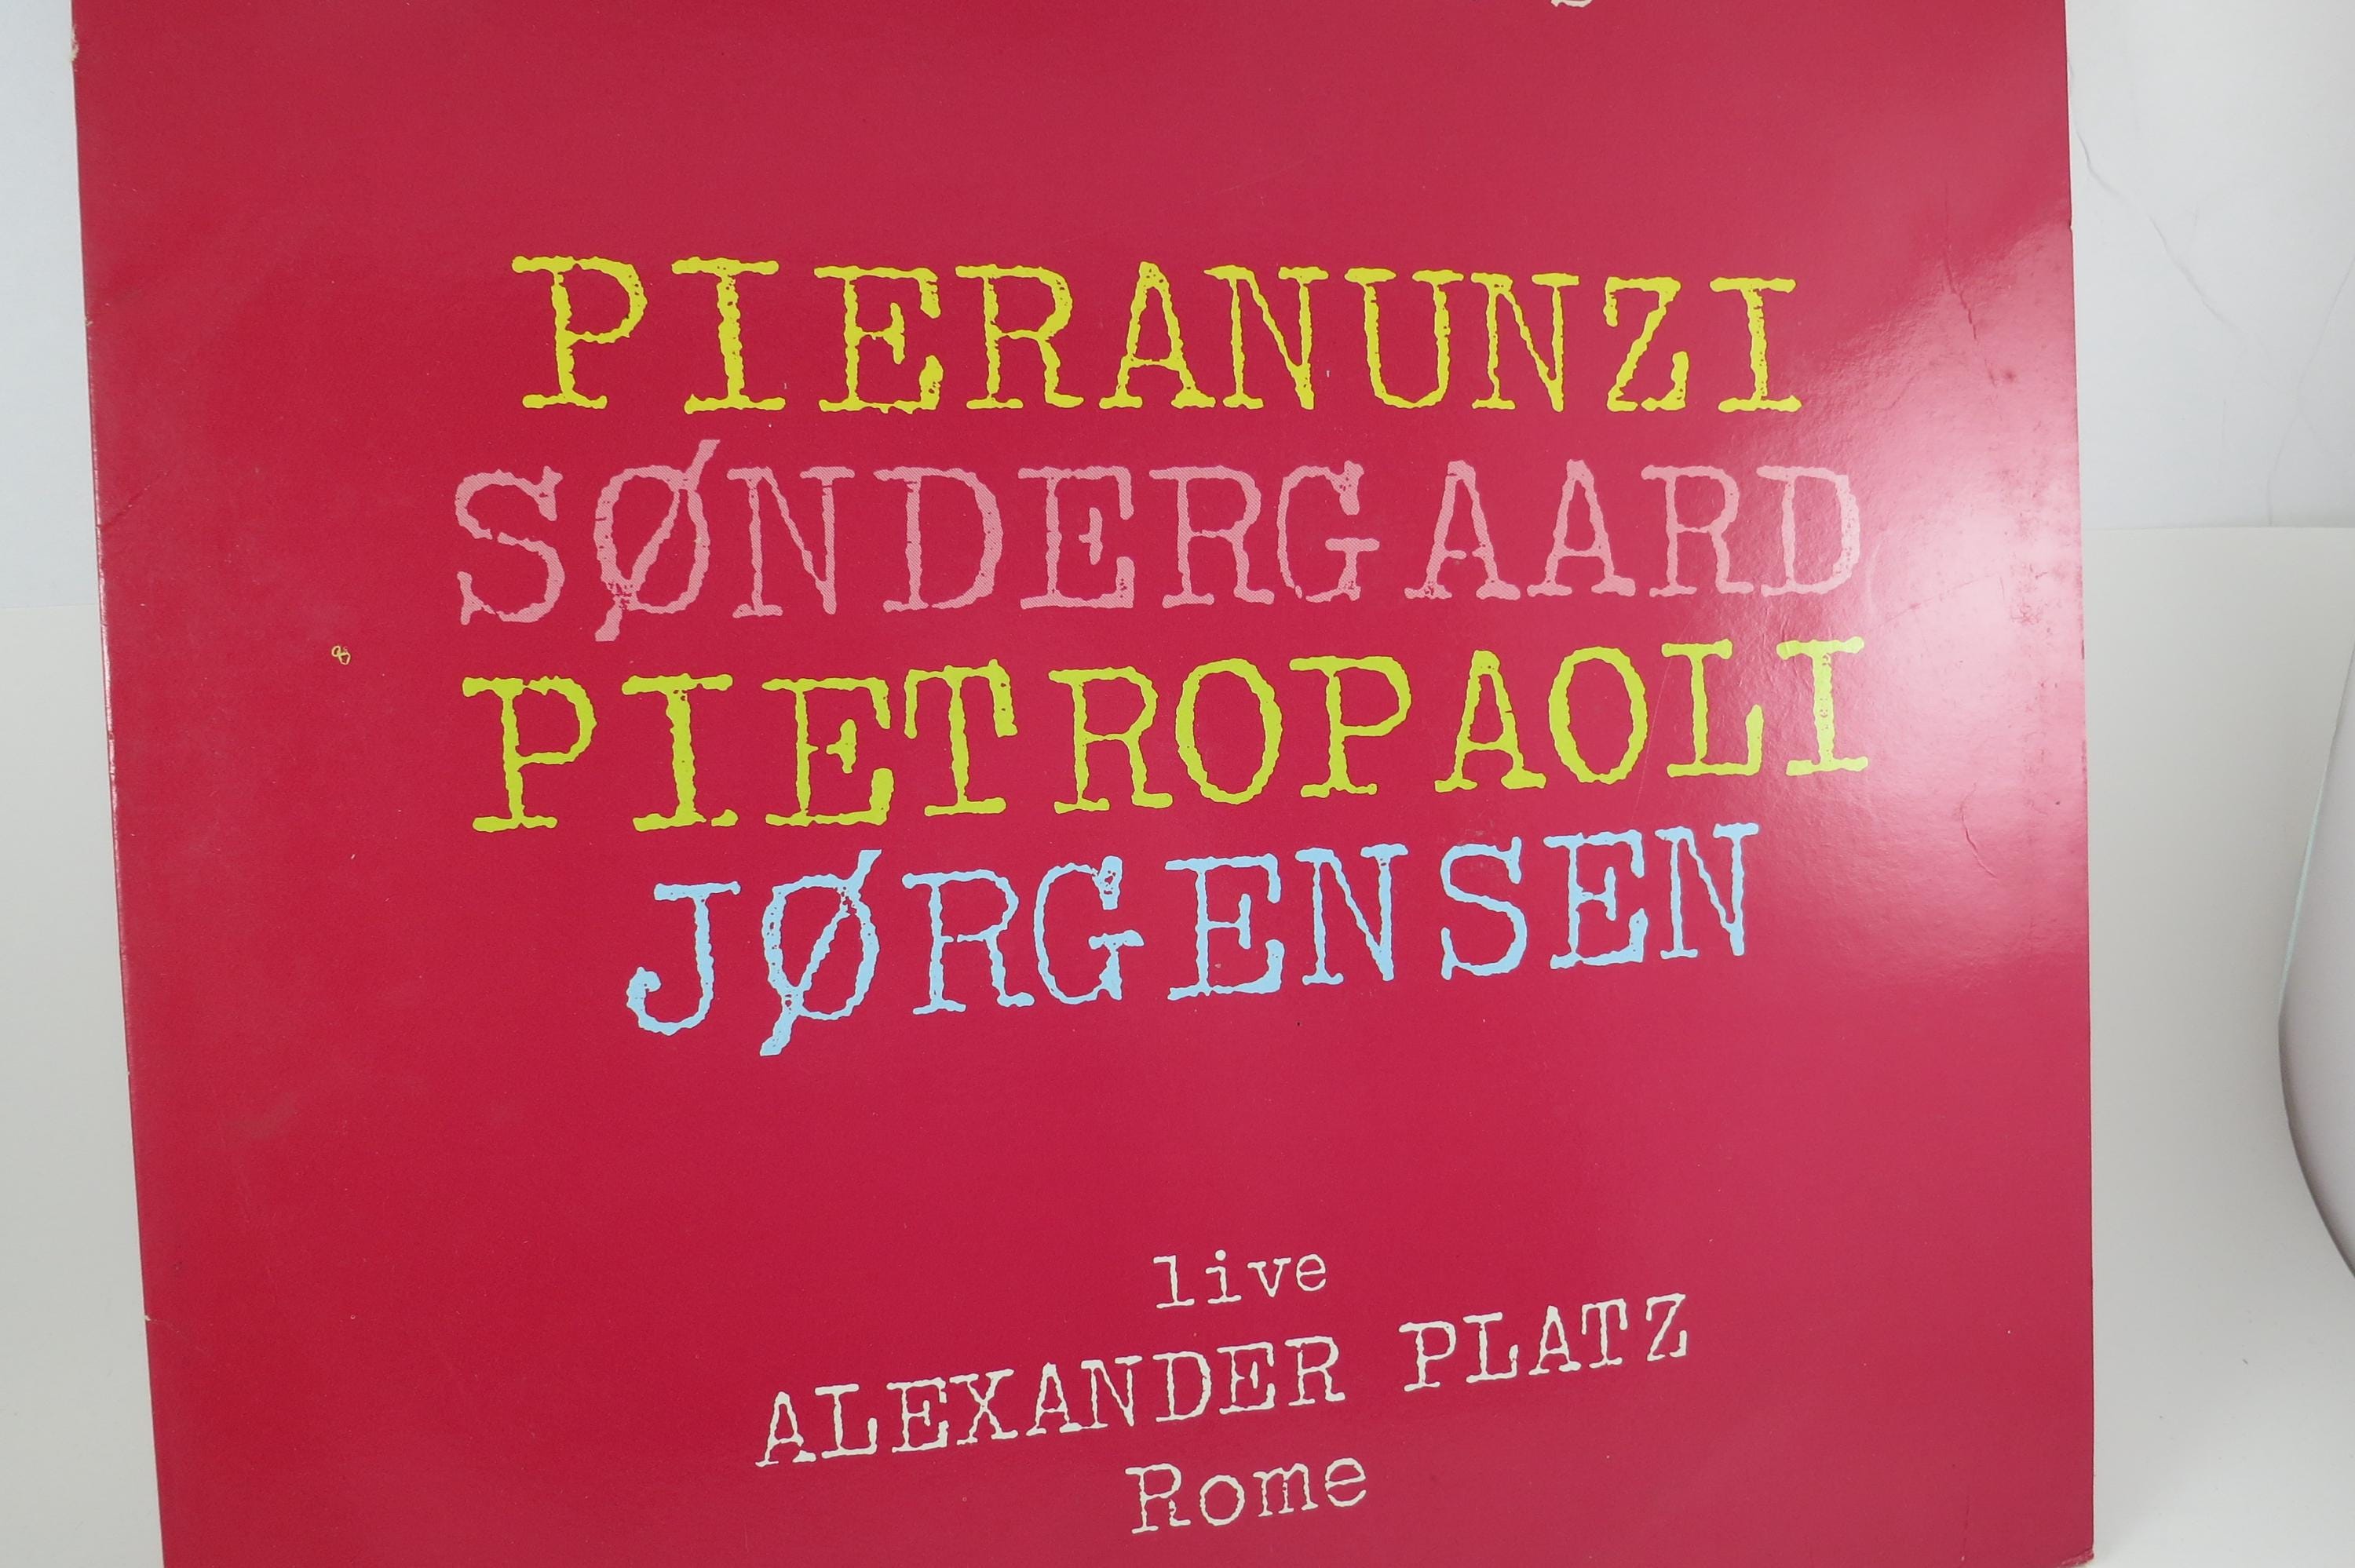 PIERANUNZI
SØNDERGAARD
PIETROPAOLI
JØRGENSEN
live
ALEXANDER PLATZ
Rome